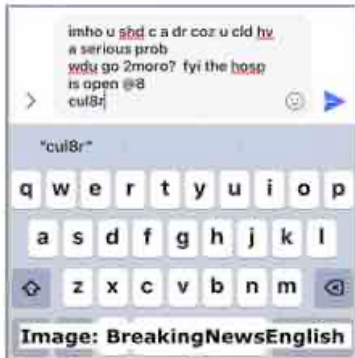 imho u shd c a dr coz u cld hv
a serious prob
wdu go 2moro? fyi the hosp
is open @8
cul8r
"cul8r"
q w e r t y u i o p
a s d f g h j k l
z x c v b n m
Image: BreakingNewsEnglish